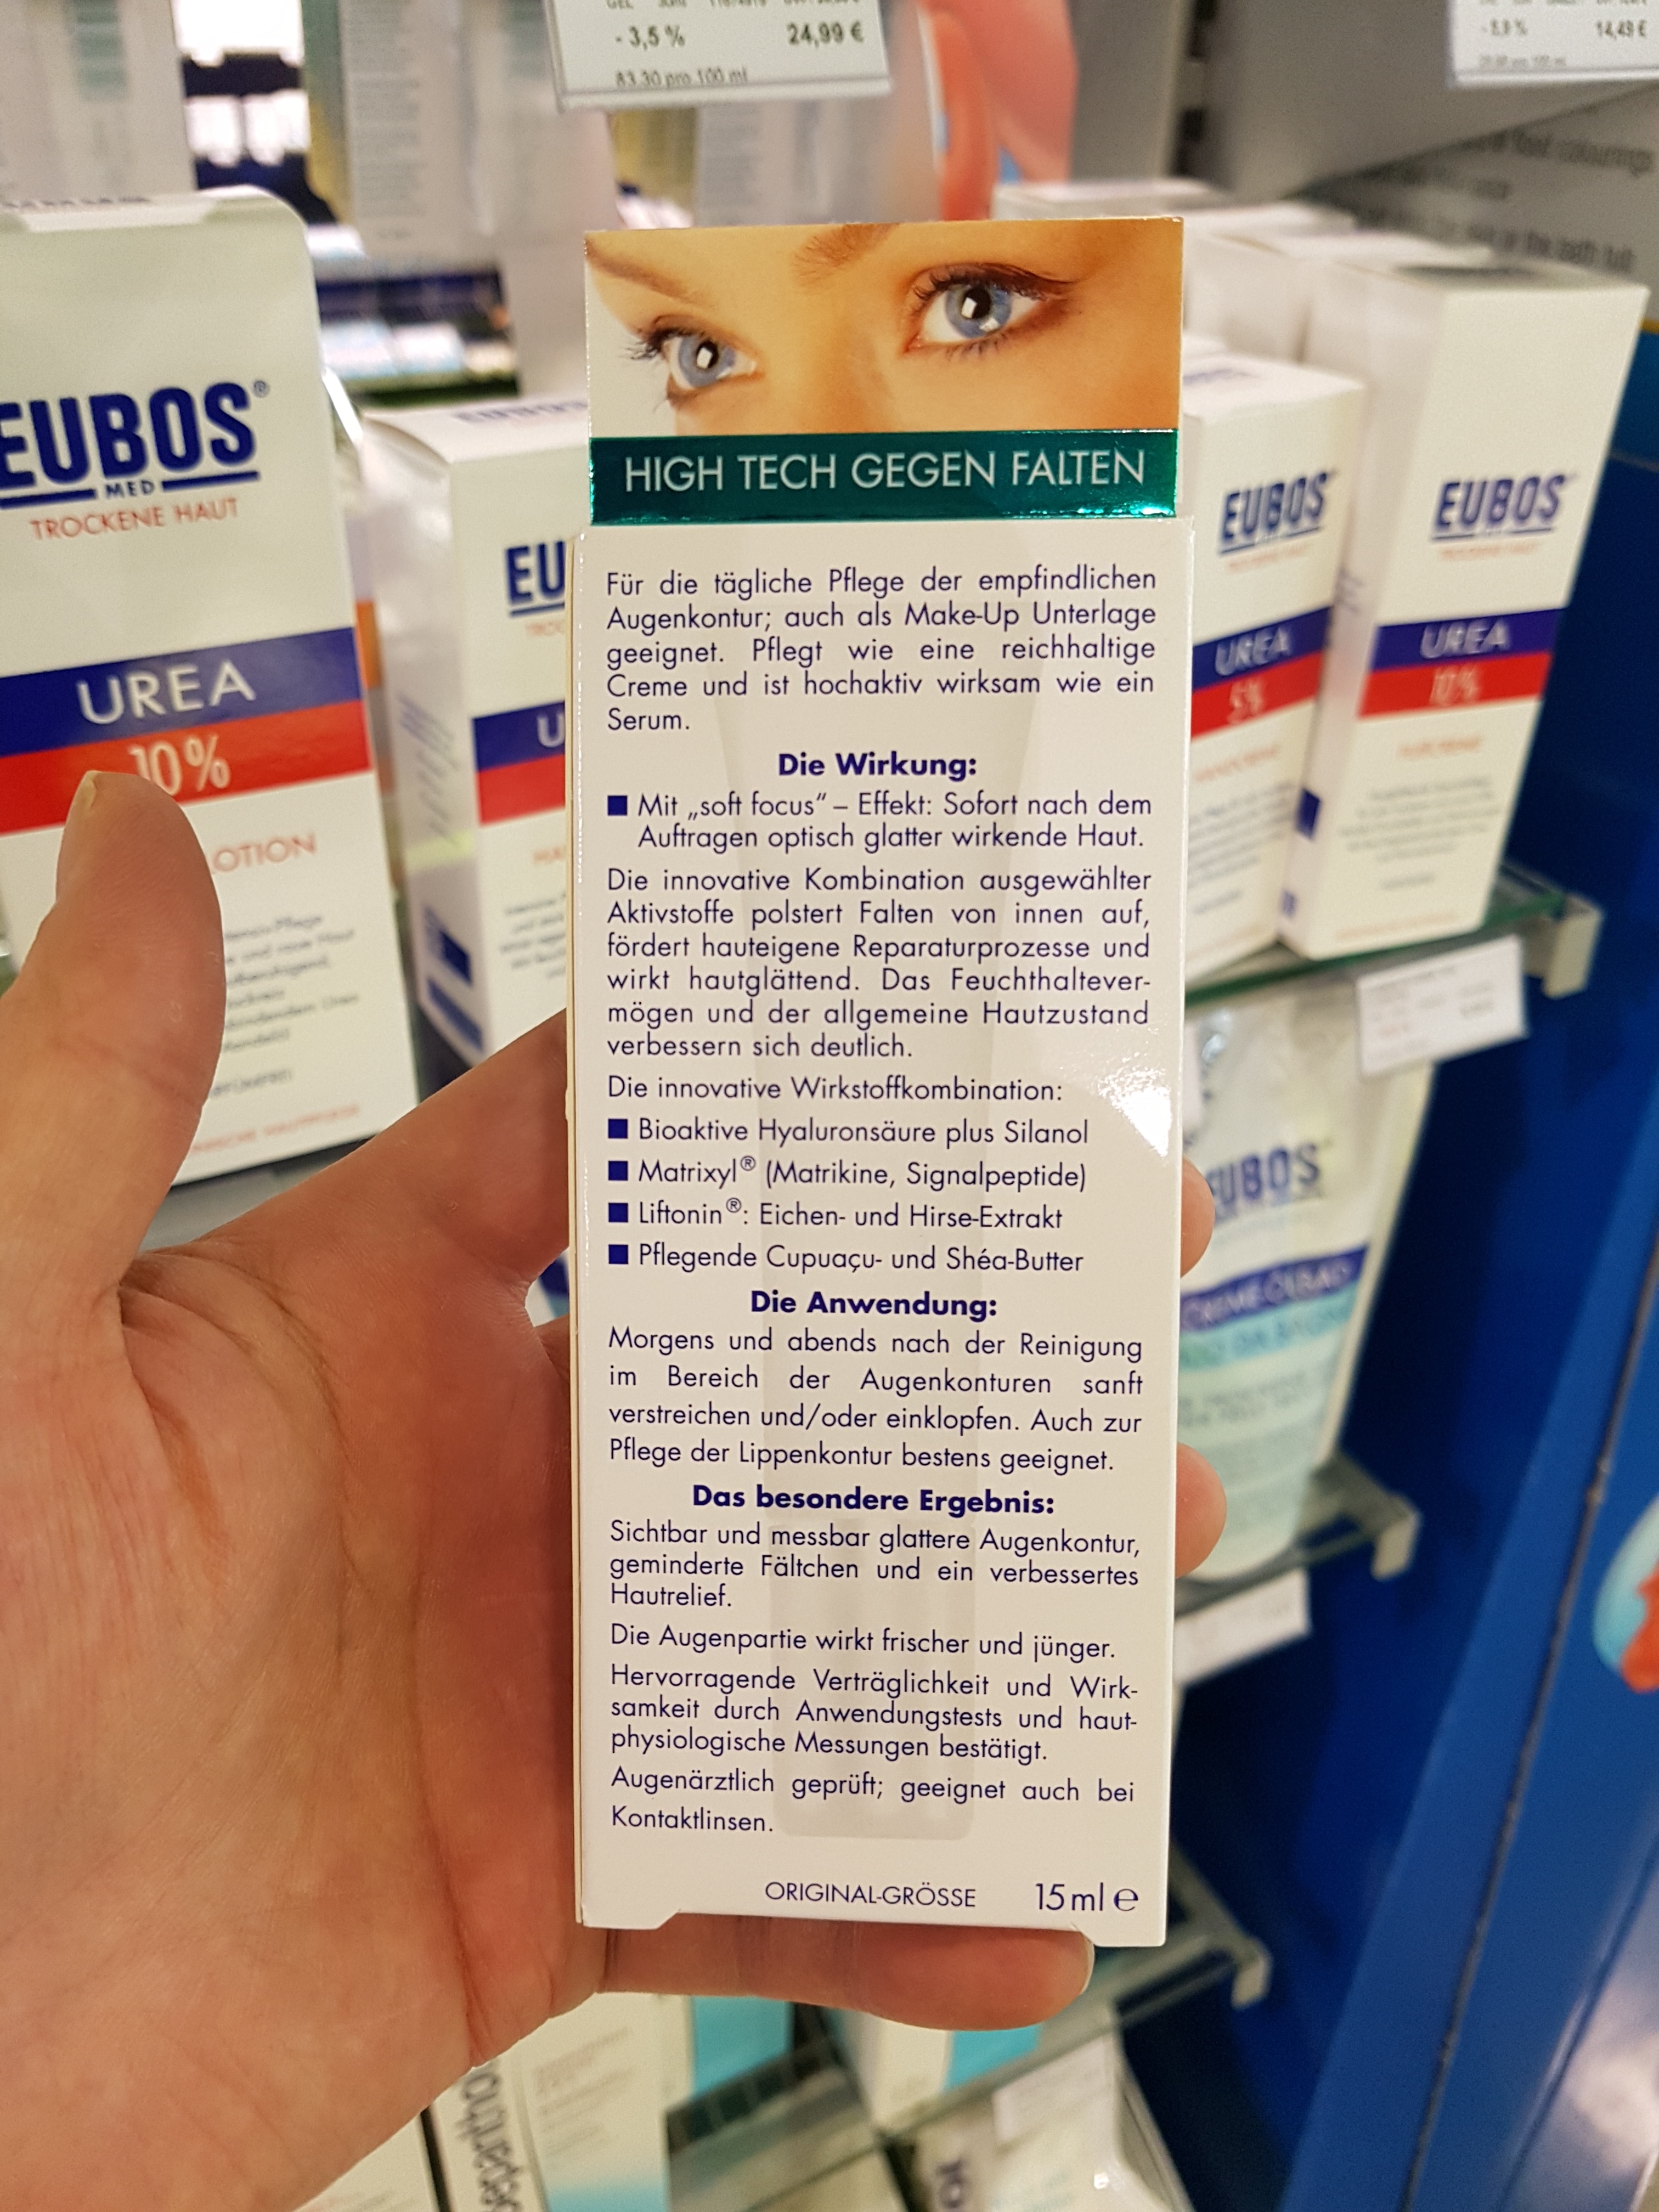 - 3,5 %
24,99 €
83.30 pro 100 ml
14,49 €
EUBOS®
MED
TROCKENE HAUT
UREA
10%
OTION
EU
U
EUBOS
UREA
5%
EUBOS
UREA
10%
EUBOS
HIGH TECH GEGEN FALTEN
Für die tägliche Pflege der empfindlichen
Augenkontur; auch als Make-Up Unterlage
geeignet. Pflegt wie eine reichhaltige
Creme und ist hochaktiv wirksam wie ein
Serum.
Die Wirkung:
■ Mit „soft focus“ – Effekt: Sofort nach dem
Auftragen optisch glatter wirkende Haut.
Die innovative Kombination ausgewählter
Aktivstoffe polstert Falten von innen auf,
fördert hauteigene Reparaturprozesse und
wirkt hautglättend. Das Feuchthaltever-
mögen und der allgemeine Hautzustand
verbessern sich deutlich.
Die innovative Wirkstoffkombination:
■ Bioaktive Hyaluronsäure plus Silanol
■ Matrixyl® (Matrikine, Signalpeptide)
■ Liftonin®: Eichen- und Hirse-Extrakt
■ Pflegende Cupuaçu- und Shéa-Butter
Die Anwendung:
Morgens und abends nach der Reinigung
im Bereich der Augenkonturen sanft
verstreichen und/oder einklopfen. Auch zur
Pflege der Lippenkontur bestens geeignet.
Das besondere Ergebnis:
Sichtbar und messbar glattere Augenkontur,
geminderte Fältchen und ein verbessertes
Hautrelief.
Die Augenpartie wirkt frischer und jünger.
Hervorragende Verträglichkeit und Wirk-
samkeit durch Anwendungstests und haut-
physiologische Messungen bestätigt.
Augenärztlich geprüft; geeignet auch bei
Kontaktlinsen.
ORIGINAL-GRÖSSE 15 ml ℮